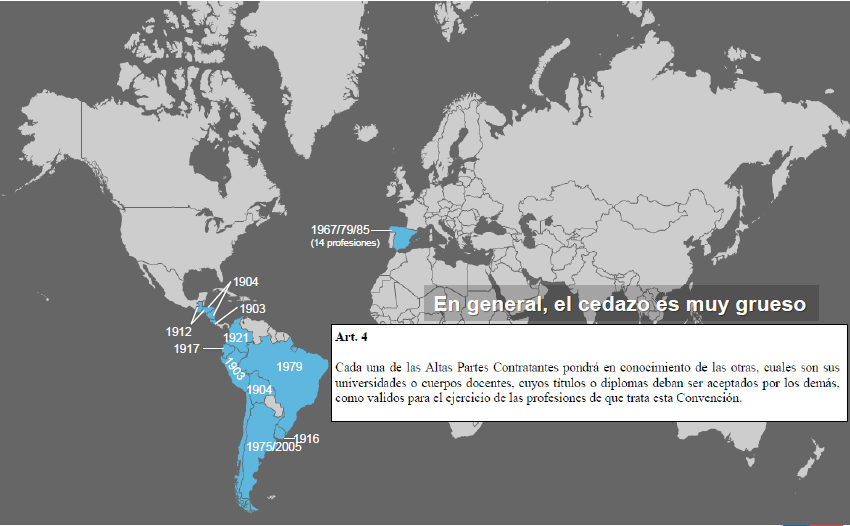 1967/79/85
(14 profesiones)
1904
En general, el cedazo es muy grueso
1903
1912
1921
Art. 4
1917
Cada una de las Altas Partes Contratantes pondrá en conocimiento de las otras, cuales son sus
universidades o cuerpos docentes, cuyos títulos o diplomas deban ser aceptados por los demás,
como validos para el ejercicio de las profesiones de que trata esta Convención.
1903
1979
1904
1916
1975/2005